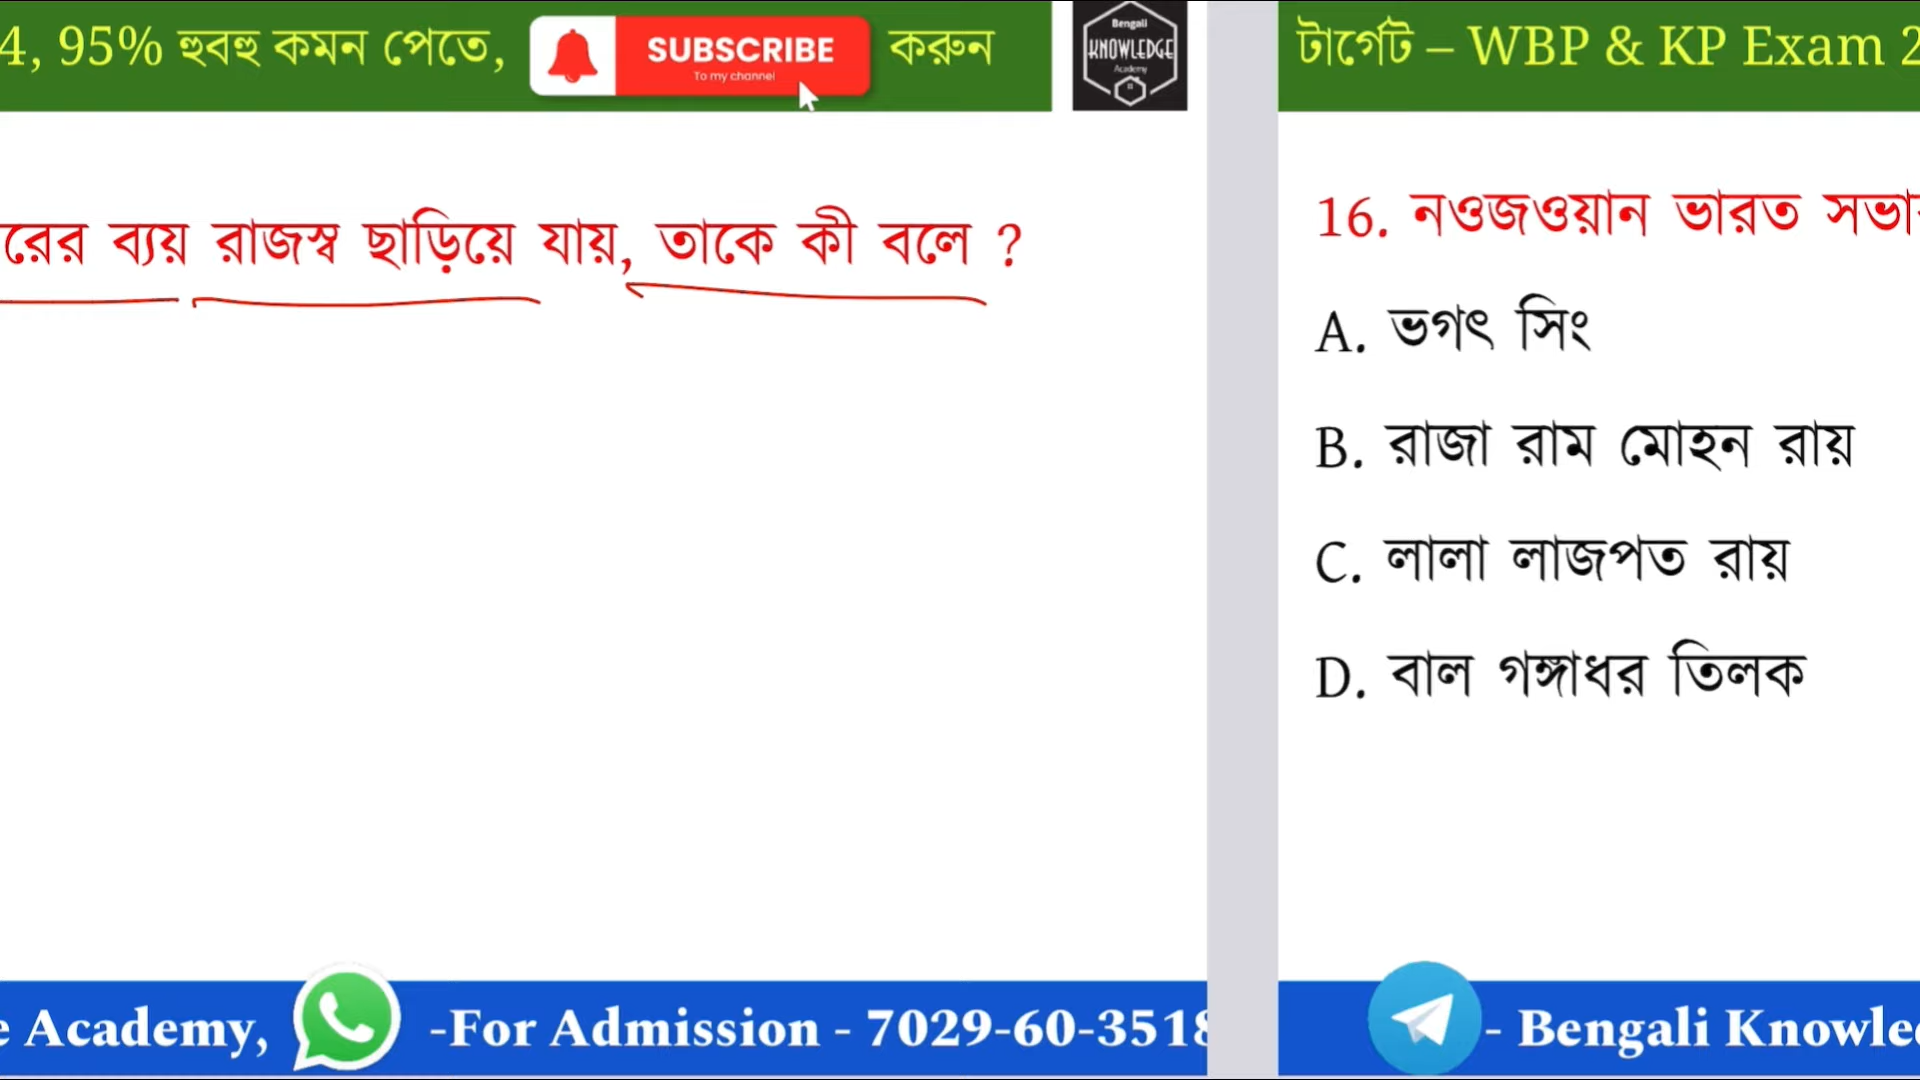 4, 95% হুবহু কমন পেতে,
SUBSCRIBE
To my channel
করুন
Bengali
KNOWLEDGE
Academy
রের ব্যয় রাজস্ব ছাড়িয়ে যায়, তাকে কী বলে ?
e Academy,
-For Admission - 7029-60-3518
টার্গেট – WBP & KP Exam 2
16. নওজওয়ান ভারত সভা
A. ভগৎ সিং
B. রাজা রাম মোহন রায়
C. লালা লাজপত রায়
D. বাল গঙ্গাধর তিলক
- Bengali Knowle